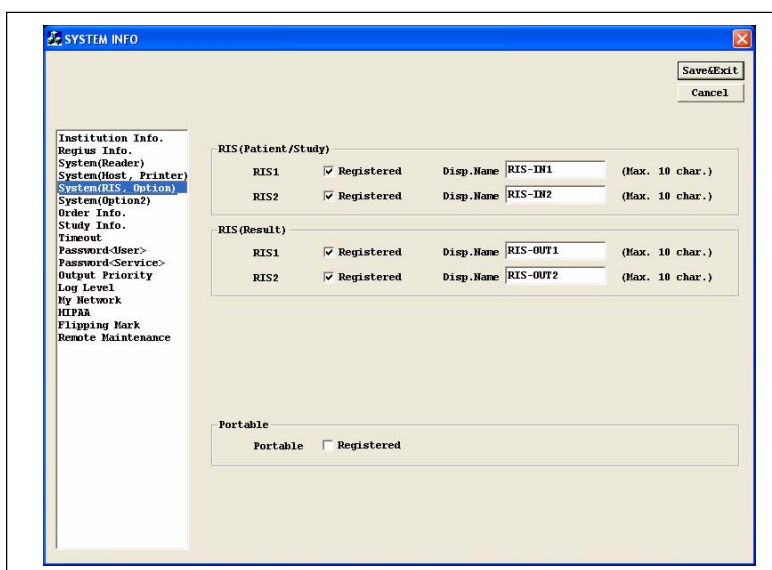 SYSTEM INFO
Save&Exit
Cancel
Institution Info.
Regius Info.
System(Reader)
System(Host, Printer)
System(RIS, Option)
System(Option2)
Order Info.
Study Info.
Timeout
Password<User>
Password<Service>
Output Priority
Log Level
My Network
HIPAA
Flipping Mark
Remote Maintenance
RIS(Patient/Study)
RIS1 Registered Disp.Name RIS-IN1 (Max. 10 char.)
RIS2 Registered Disp.Name RIS-IN2 (Max. 10 char.)
RIS(Result)
RIS1 Registered Disp.Name RIS-OUT1 (Max. 10 char.)
RIS2 Registered Disp.Name RIS-OUT2 (Max. 10 char.)
Portable
Portable Registered